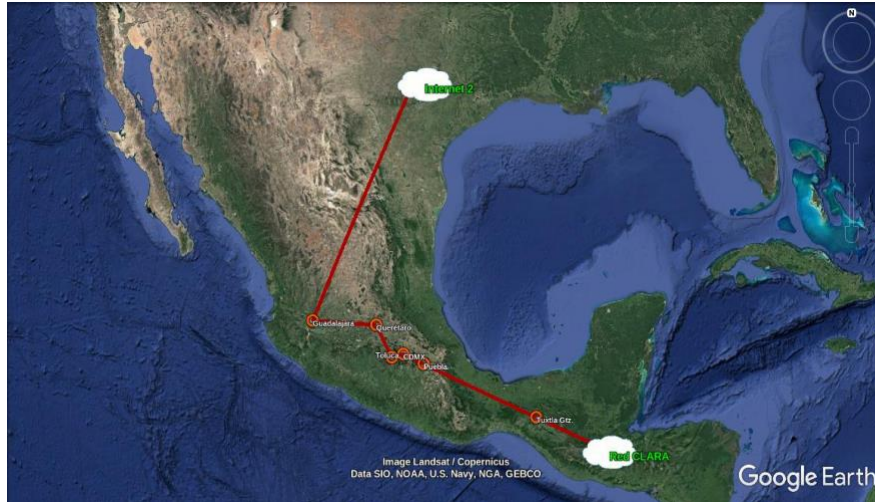 N
Internet 2
Guadalajara
Queretaro
Toluca
CDMX
Puebla
Tuxtla Gtz.
Red CLARA
Image Landsat / Copernicus
Data SIO, NOAA, U.S. Navy, NGA, GEBCO
Google Earth